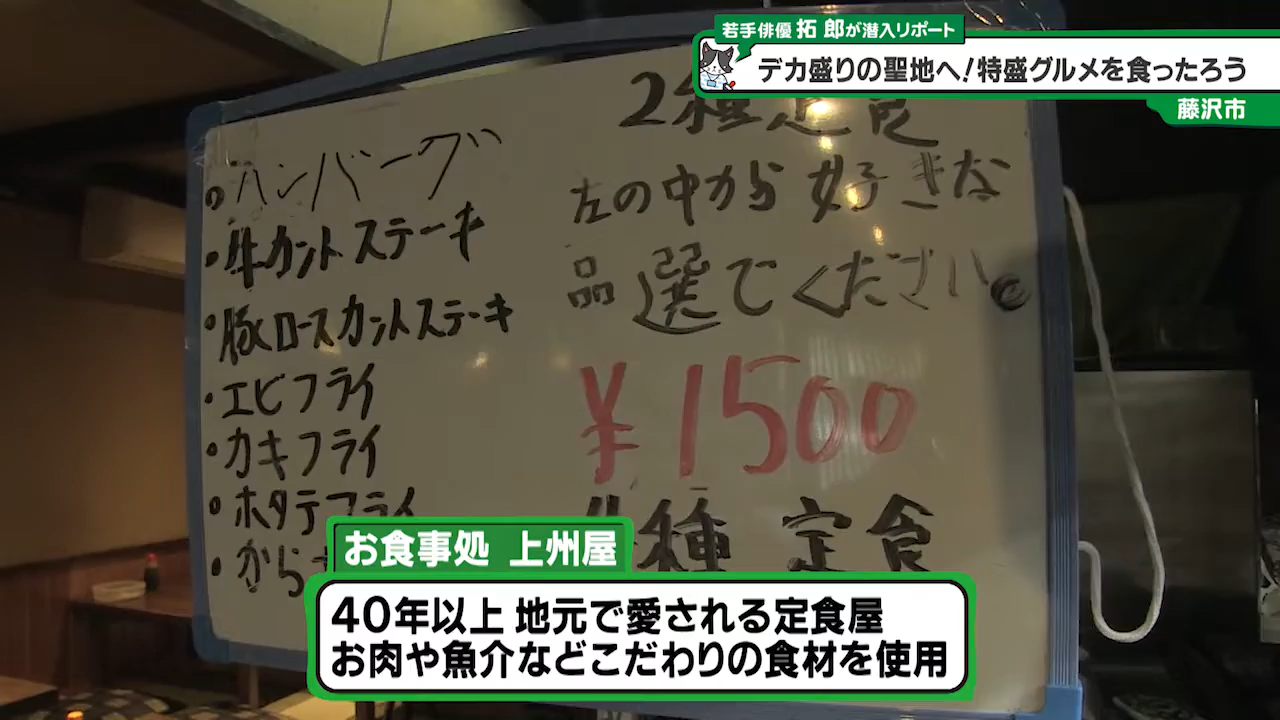 若手俳優 拓郎が潜入リポート
デカ盛りの聖地へ!特盛グルメを食ったろう
藤沢市
・ハンバーグ
・牛カットステーキ
・豚ロースカットステーキ
・エビフライ
・カキフライ
・ホタテフライ
・から
2種定食
左の中から好きな
品選てください。
¥1500
種 定食
お食事処 上州屋
40年以上 地元で愛される定食屋
お肉や魚介などこだわりの食材を使用